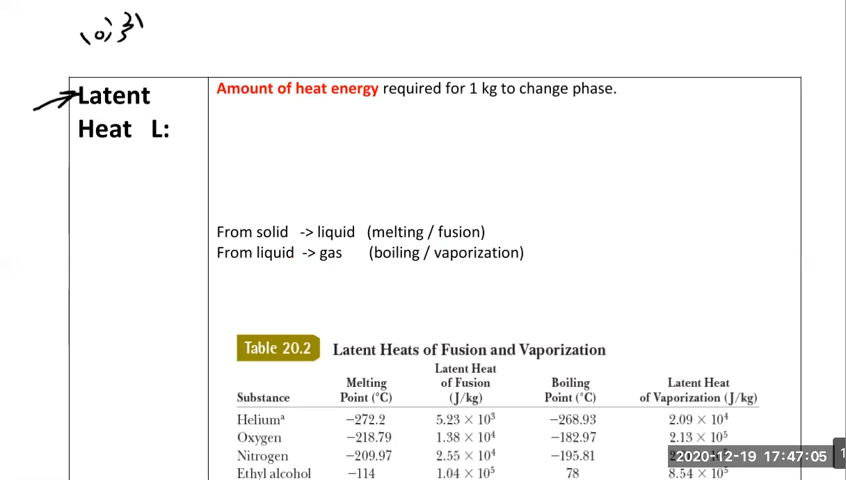 Latent
Heat L:
Amount of heat energy required for 1 kg to change phase.
From solid -> liquid (melting / fusion)
From liquid -> gas (boiling / vaporization)
Table 20.2 Latent Heats of Fusion and Vaporization
Substance Melting Point (°C) Latent Heat of Fusion (J/kg) Boiling Point (°C) Latent Heat of Vaporization (J/kg)
Heliumᵃ −272.2 5.23 × 10³ −268.93 2.09 × 10⁴
Oxygen −218.79 1.38 × 10⁴ −182.97 2.13 × 10⁵
Nitrogen −209.97 2.55 × 10⁴ −195.81
2020-12-19 17:47:05
Ethyl alcohol −114 1.04 × 10⁵ 78 8.54 × 10⁵